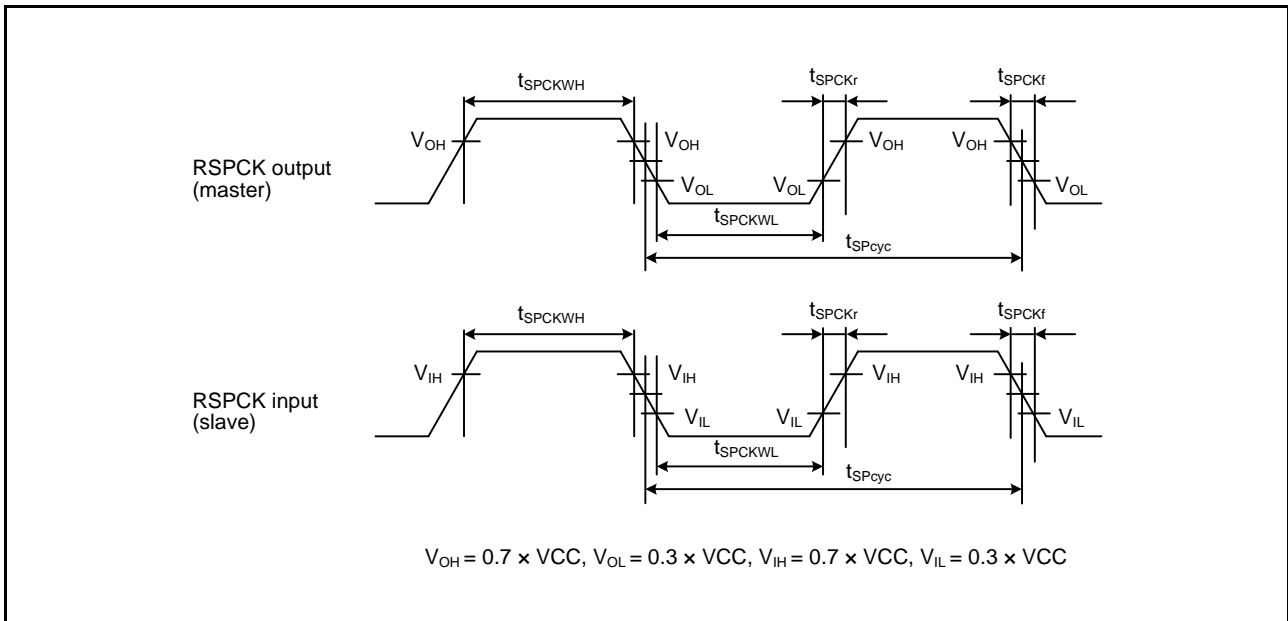 tSPCKWH tSPCKr tSPCKf
VOH VOH VOH VOH
RSPCK output
(master)
VOL VOL VOL
tSPCKWL
tSPcyc
tSPCKWH tSPCKr tSPCKf
VIH VIH VIH VIH
RSPCK input
(slave)
VIL VIL VIL
tSPCKWL
tSPcyc
VOH = 0.7 × VCC, VOL = 0.3 × VCC, VIH = 0.7 × VCC, VIL = 0.3 × VCC